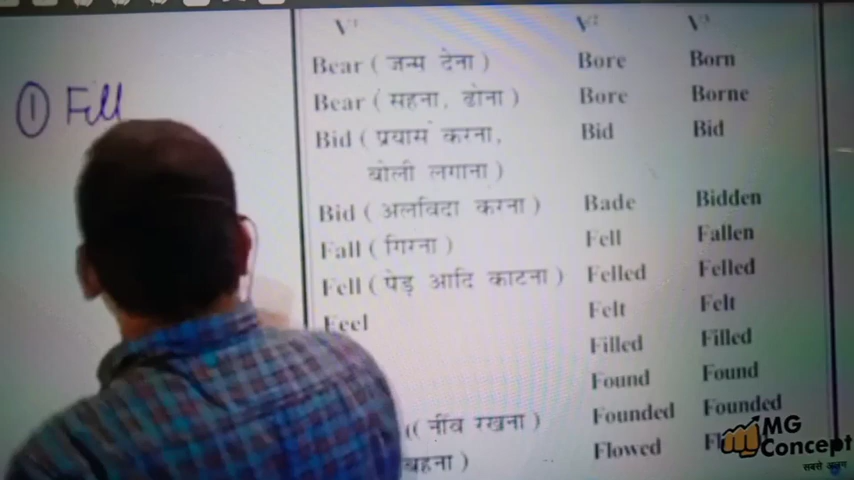 V¹ V² V³
① Fill
Bear ( जन्म देना ) Bore Born
Bear ( सहना, ढोना ) Bore Borne
Bid ( प्रयास करना, Bid Bid
बोली लगाना )
Bid ( अलविदा करना ) Bade Bidden
Fall ( गिरना ) Fell Fallen
Fell ( पेड़ आदि काटना ) Felled Felled
Feel Felt Felt
Filled Filled
Found Found
(( नींव रखना ) Founded Founded
बहना ) Flowed
MG
Concept
सबसे अलग